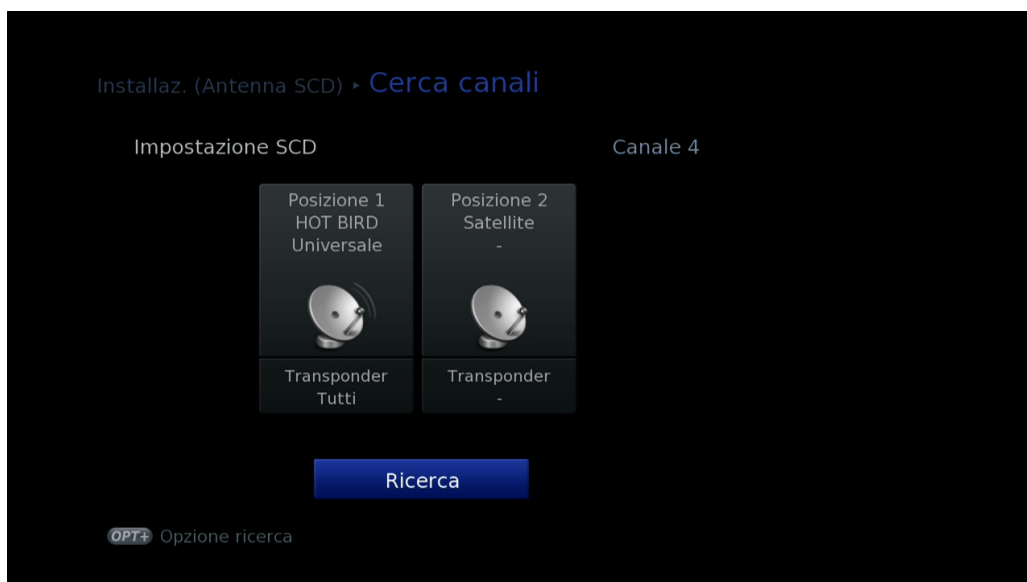 Installaz. (Antenna SCD) ‣ Cerca canali
Impostazione SCD
Canale 4
Posizione 1
HOT BIRD
Universale
Transponder
Tutti
Posizione 2
Satellite
-
Transponder
-
Ricerca
OPT+ Opzione ricerca